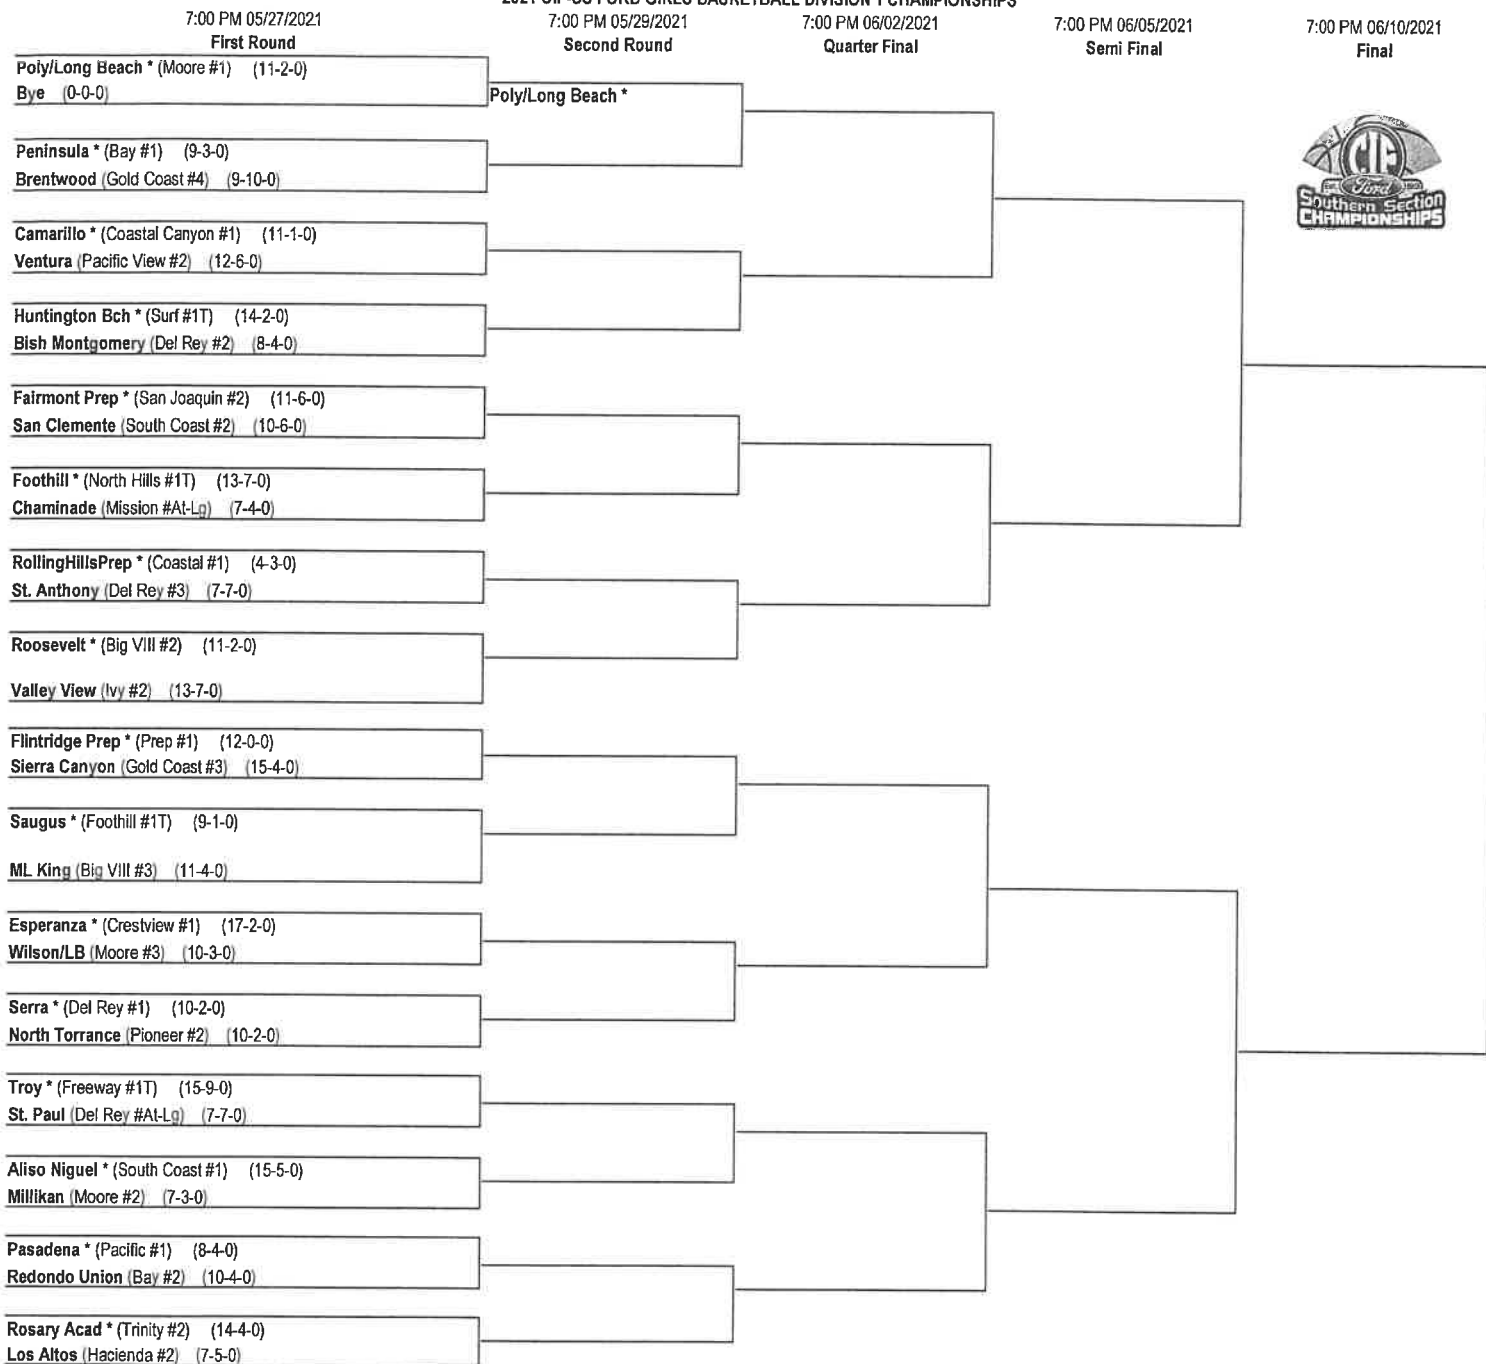 2021 CIF-SS FORD GIRLS BASKETBALL DIVISION 1 CHAMPIONSHIPS
7:00 PM 05/27/2021
First Round
7:00 PM 05/29/2021
Second Round
7:00 PM 06/02/2021
Quarter Final
7:00 PM 06/05/2021
Semi Final
7:00 PM 06/10/2021
Final
Poly/Long Beach * (Moore #1) (11-2-0)
Bye (0-0-0)
Poly/Long Beach *
Peninsula * (Bay #1) (9-3-0)
Brentwood (Gold Coast #4) (9-10-0)
CIF
Ford
Southern Section
CHAMPIONSHIPS
Camarillo * (Coastal Canyon #1) (11-1-0)
Ventura (Pacific View #2) (12-6-0)
Huntington Bch * (Surf #1T) (14-2-0)
Bish Montgomery (Del Rey #2) (8-4-0)
Fairmont Prep * (San Joaquin #2) (11-6-0)
San Clemente (South Coast #2) (10-6-0)
Foothill * (North Hills #1T) (13-7-0)
Chaminade (Mission #At-Lg) (7-4-0)
RollingHillsPrep * (Coastal #1) (4-3-0)
St. Anthony (Del Rey #3) (7-7-0)
Roosevelt * (Big VIII #2) (11-2-0)
Valley View (Ivy #2) (13-7-0)
Flintridge Prep * (Prep #1) (12-0-0)
Sierra Canyon (Gold Coast #3) (15-4-0)
Saugus * (Foothill #1T) (9-1-0)
ML King (Big VIII #3) (11-4-0)
Esperanza * (Crestview #1) (17-2-0)
Wilson/LB (Moore #3) (10-3-0)
Serra * (Del Rey #1) (10-2-0)
North Torrance (Pioneer #2) (10-2-0)
Troy * (Freeway #1T) (15-9-0)
St. Paul (Del Rey #At-Lg) (7-7-0)
Aliso Niguel * (South Coast #1) (15-5-0)
Millikan (Moore #2) (7-3-0)
Pasadena * (Pacific #1) (8-4-0)
Redondo Union (Bay #2) (10-4-0)
Rosary Acad * (Trinity #2) (14-4-0)
Los Altos (Hacienda #2) (7-5-0)